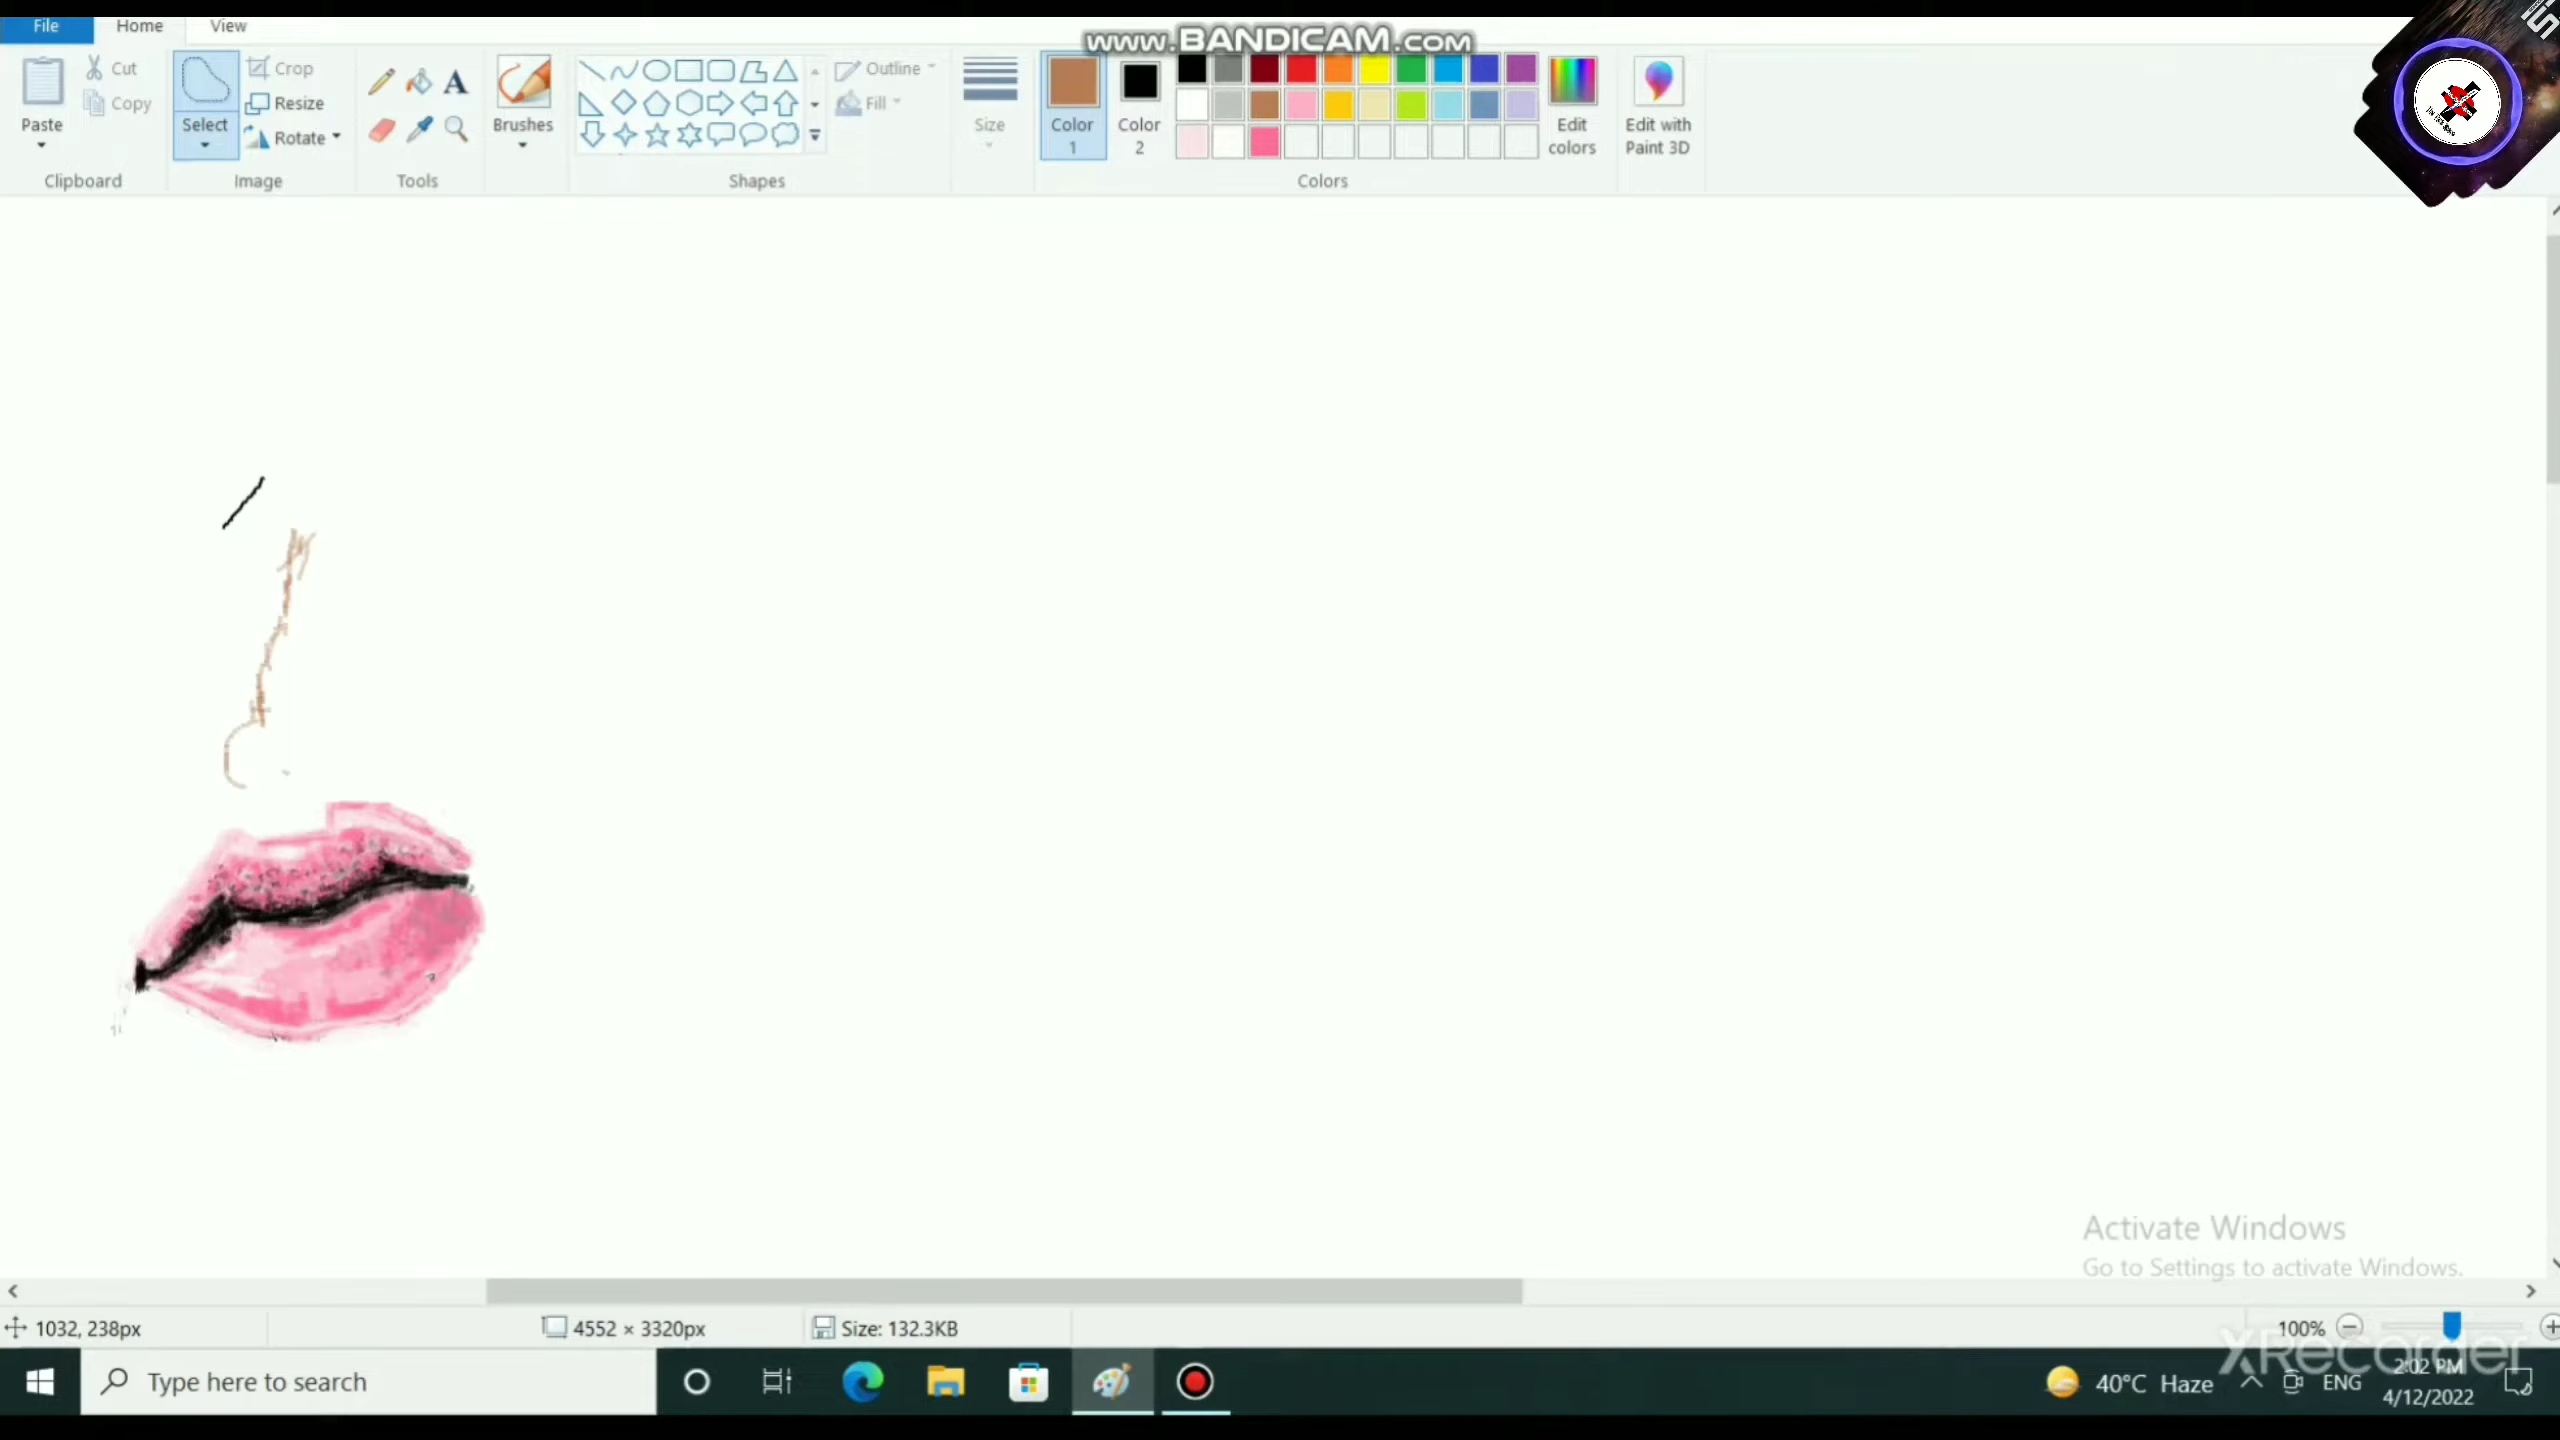 www.BANDICAM.com
File Home View
Cut
Copy
Paste
Clipboard
Select
Crop
Resize
Rotate
Image
A
Tools
Brushes
Shapes
Outline
Fill
Size
Color 1
Color 2
Colors
Edit colors
Edit with Paint 3D
Activate Windows
Go to Settings to activate Windows.
1032, 238px
4552 × 3320px
Size: 132.3KB
100%
XRecorder
Type here to search
40°C Haze
ENG
2:02 PM
4/12/2022